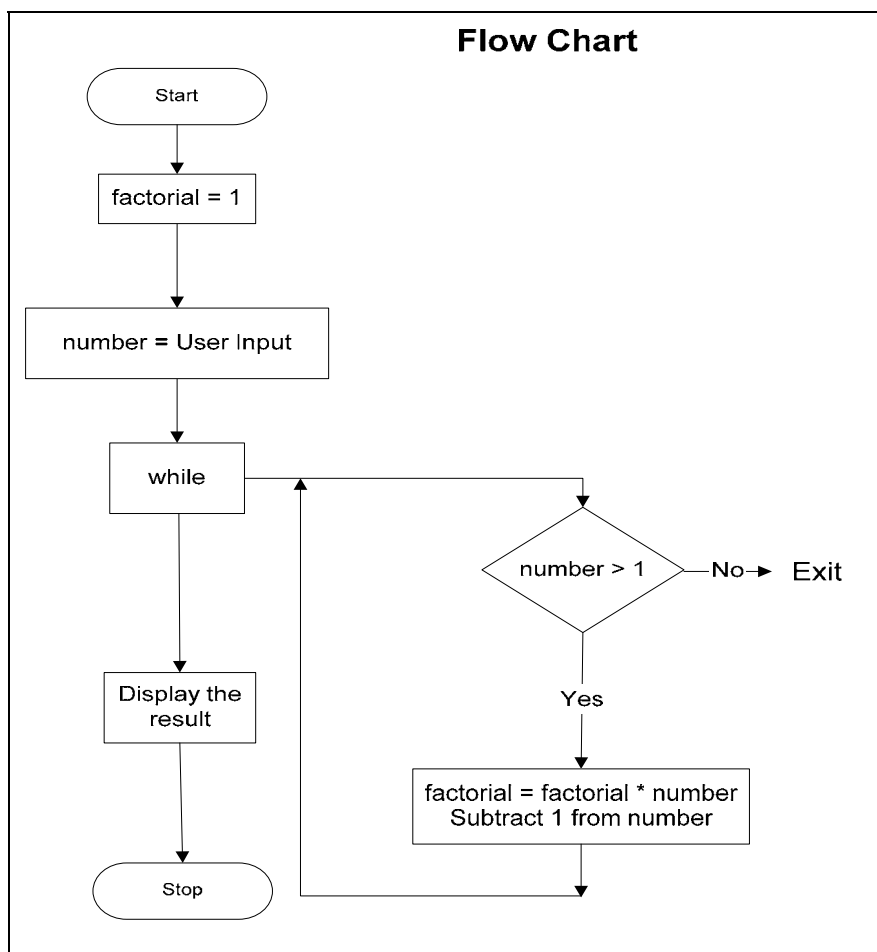 Flow Chart
Start
factorial = 1
number = User Input
while
number > 1
No
Exit
Yes
factorial = factorial * number
Subtract 1 from number
Display the
result
Stop